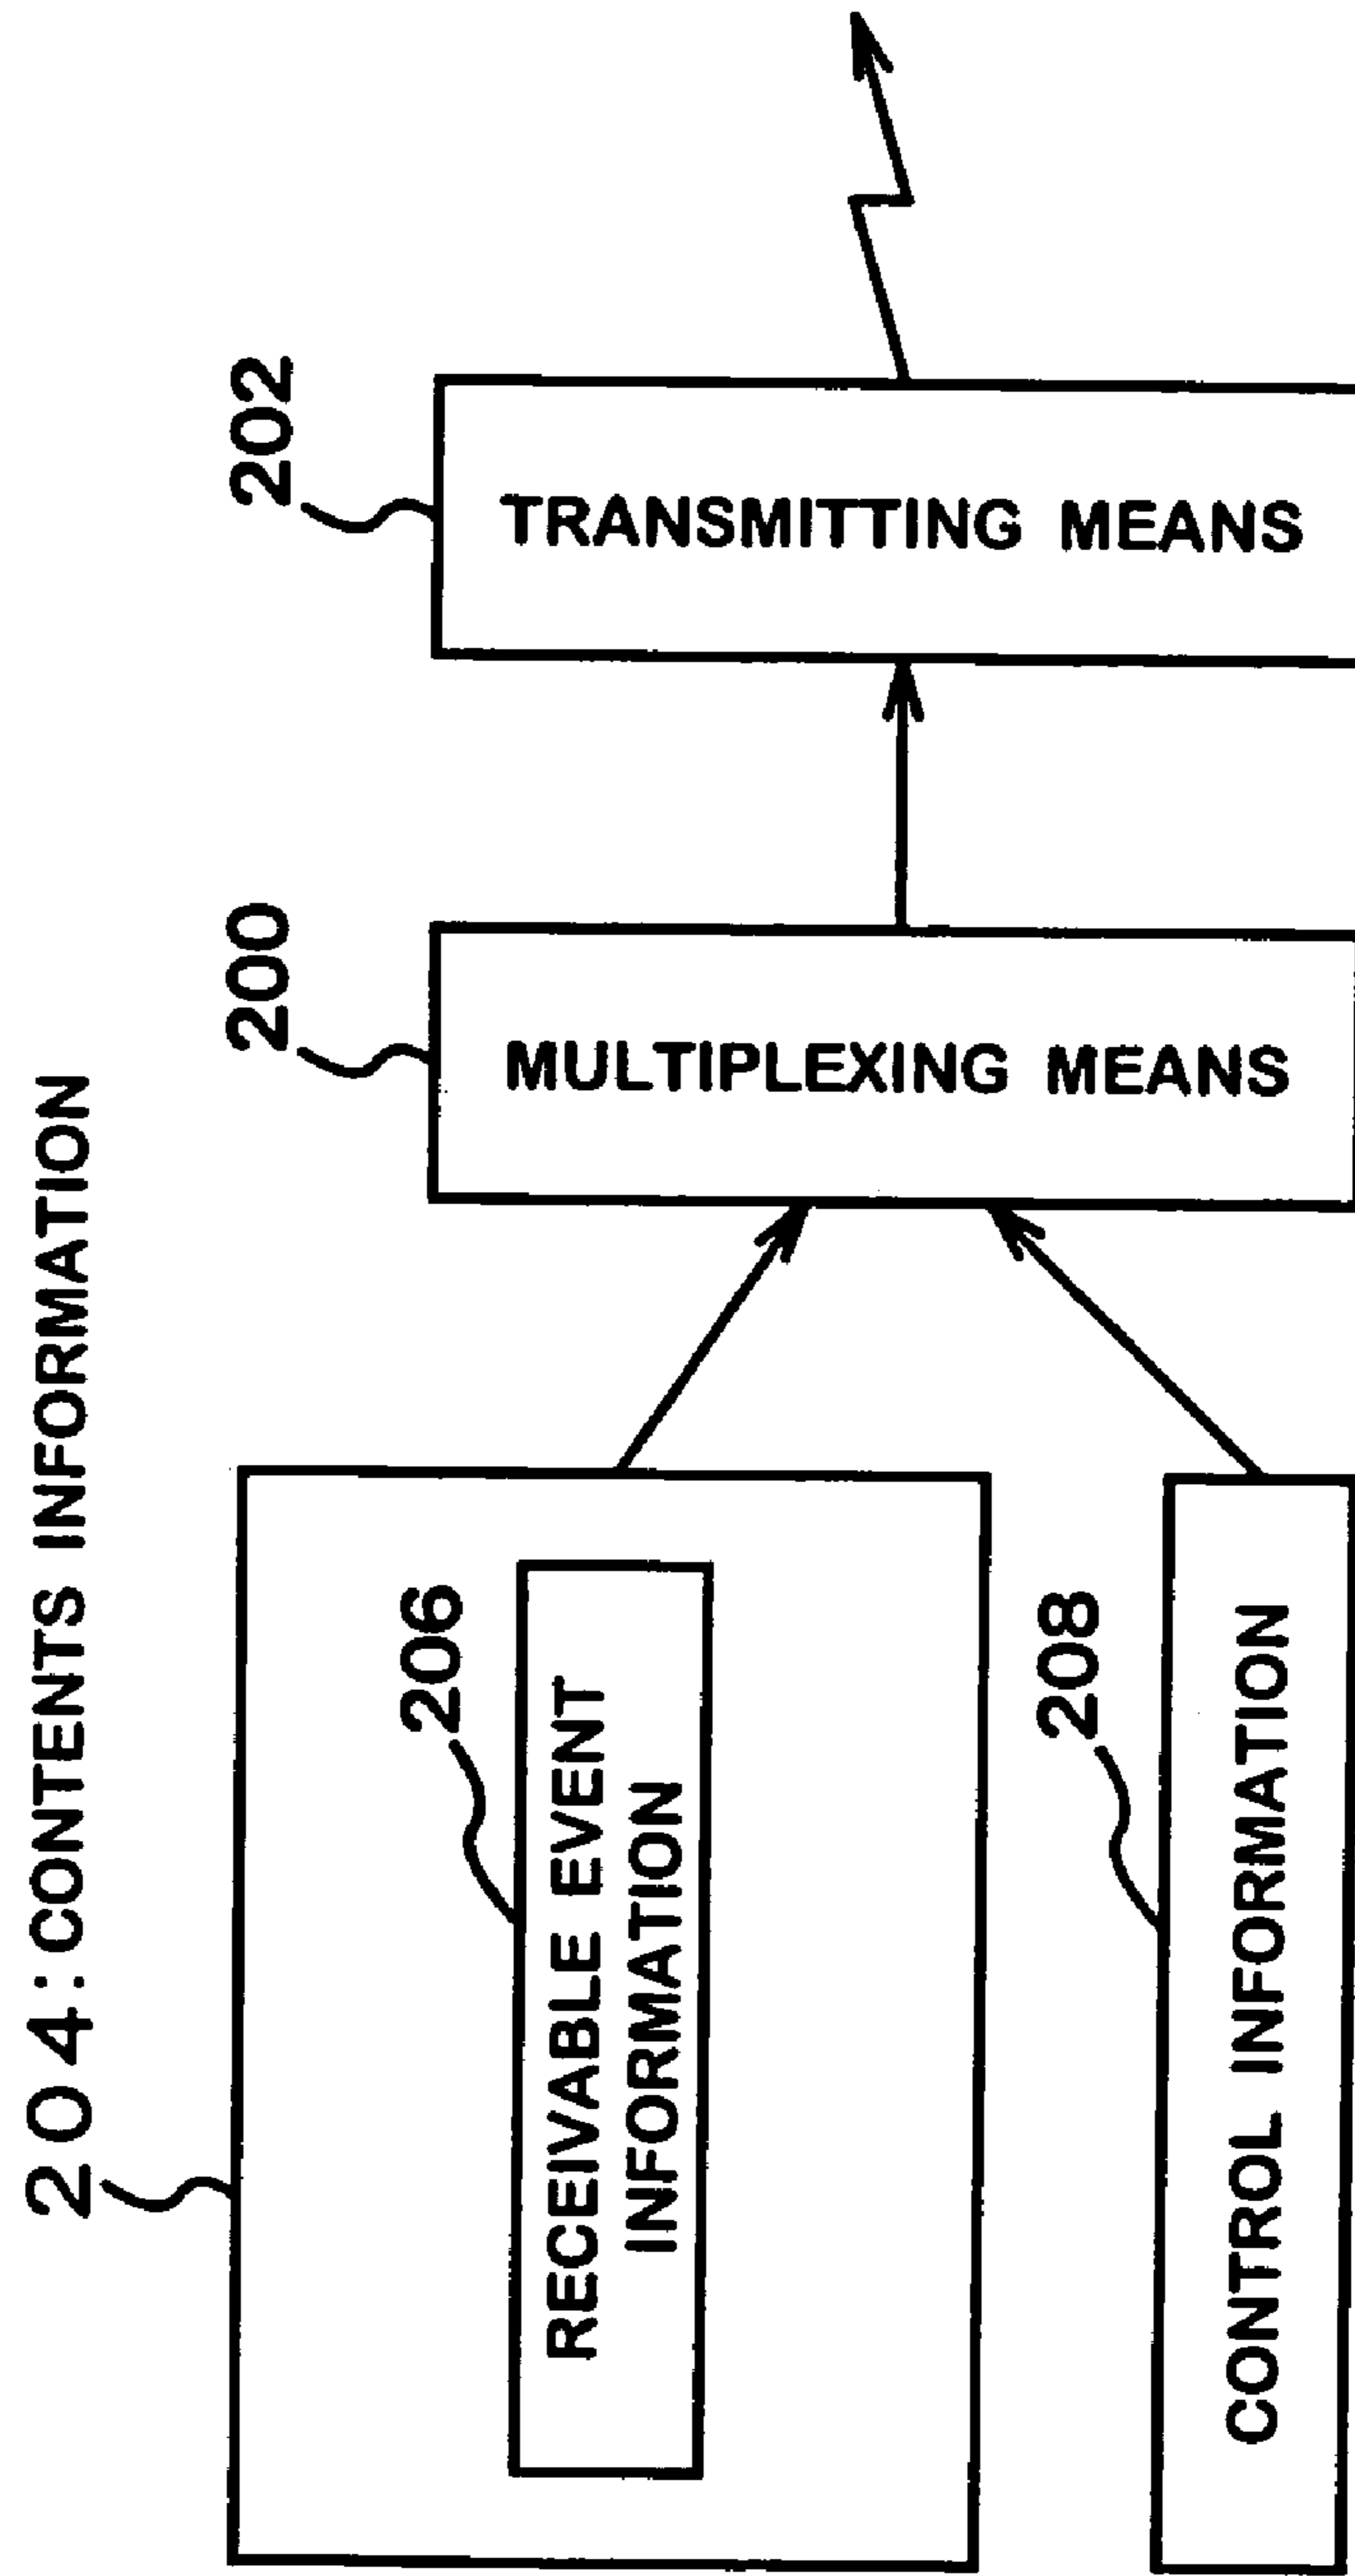 204:CONTENTS INFORMATION
206
RECEIVABLE EVENT
INFORMATION
208
CONTROL INFORMATION
200
MULTIPLEXING MEANS
202
TRANSMITTING MEANS